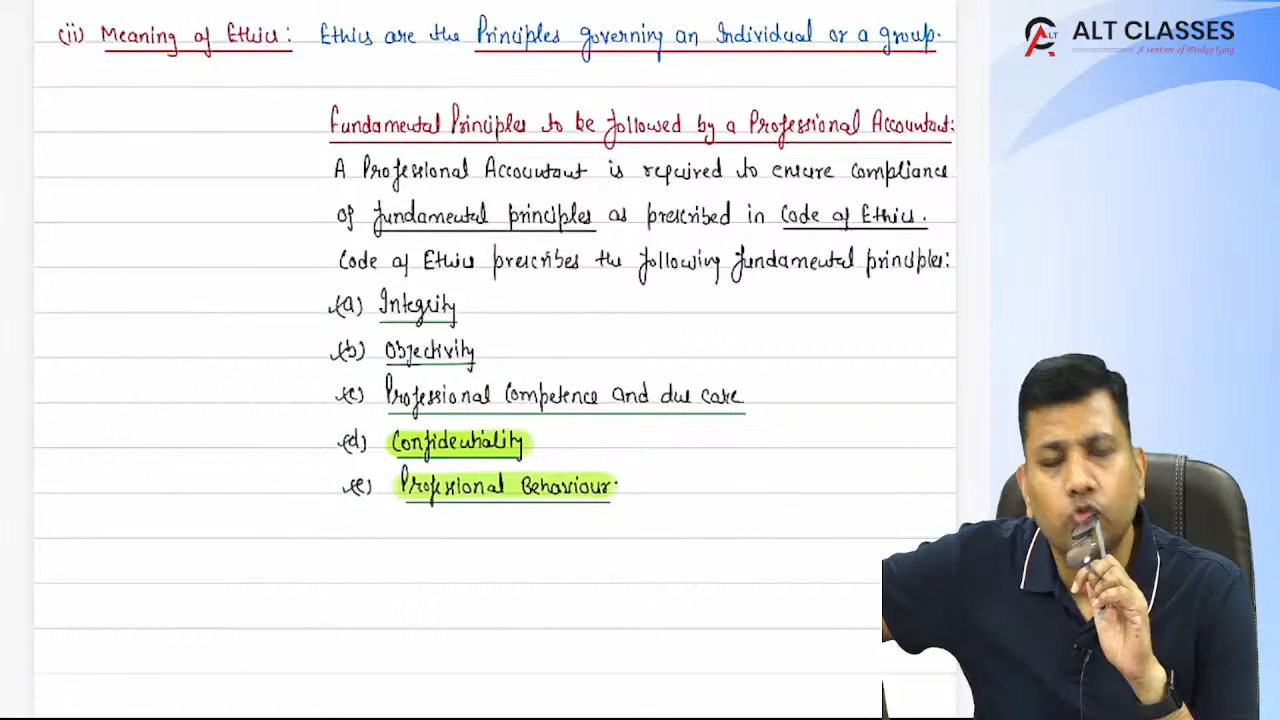 (ii) Meaning of Ethics: Ethics are the Principles governing an Individual or a group.
ALT
ALT CLASSES
A venture of Pankaj Garg
Fundamental Principles to be followed by a Professional Accountant:
A Professional Accountant is required to ensure compliance
of fundamental principles as prescribed in Code of Ethics.
Code of Ethics prescribes the following fundamental principles:
(a) Integrity
(b) Objectivity
(c) Professional Competence and due care
(d) Confidentiality
(e) Professional Behaviour.